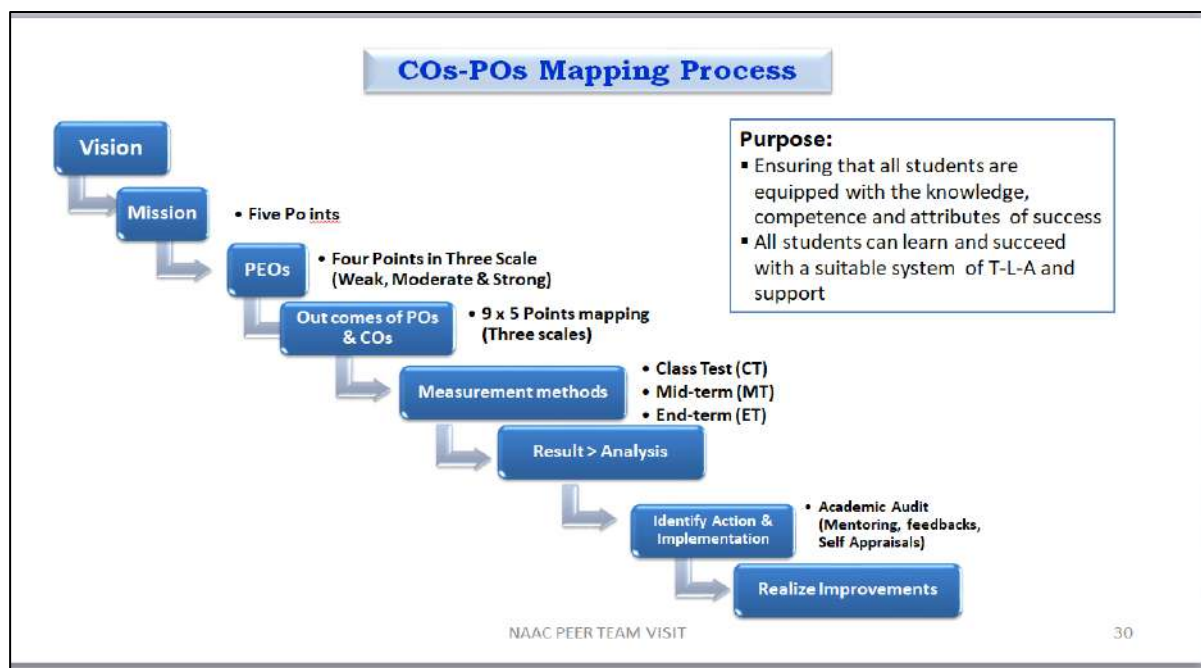 COs-POs Mapping Process
Vision
Mission
• Five Po ints
PEOs
• Four Points in Three Scale
(Weak, Moderate & Strong)
Out comes of POs
& COs
• 9 x 5 Points mapping
(Three scales)
Measurement methods
• Class Test (CT)
• Mid-term (MT)
• End-term (ET)
Result > Analysis
Identify Action &
Implementation
• Academic Audit
(Mentoring, feedbacks,
Self Appraisals)
Realize Improvements
Purpose:
▪ Ensuring that all students are
equipped with the knowledge,
competence and attributes of success
▪ All students can learn and succeed
with a suitable system of T-L-A and
support
NAAC PEER TEAM VISIT
30